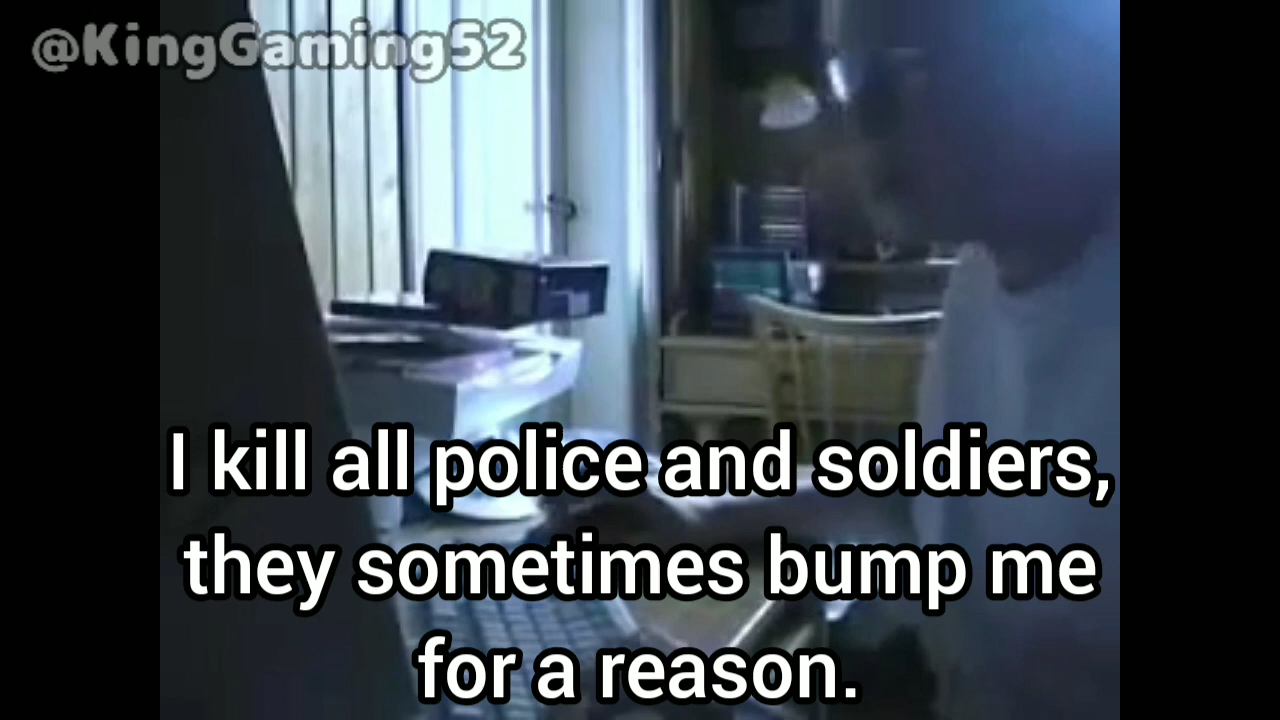 @KingGaming52
I kill all police and soldiers,
they sometimes bump me
for a reason.